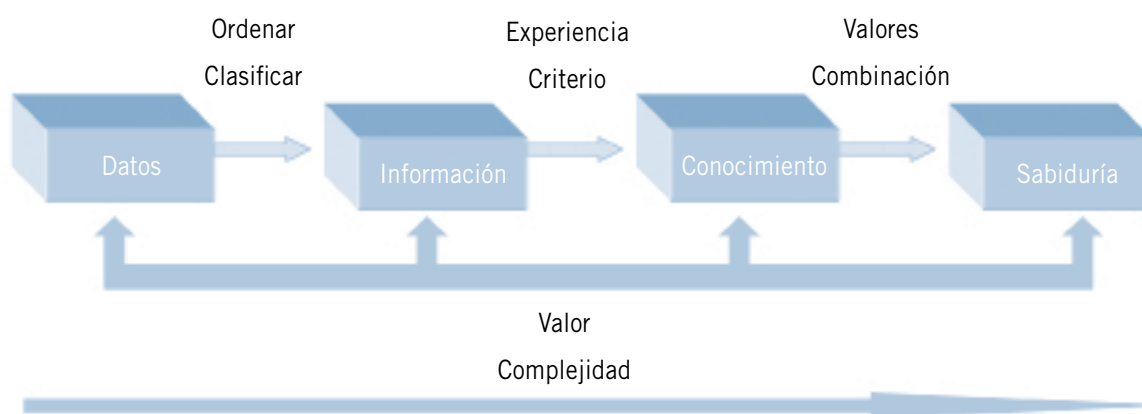 Ordenar
Clasificar
Experiencia
Criterio
Valores
Combinación
Datos
Información
Conocimiento
Sabiduría
Valor
Complejidad